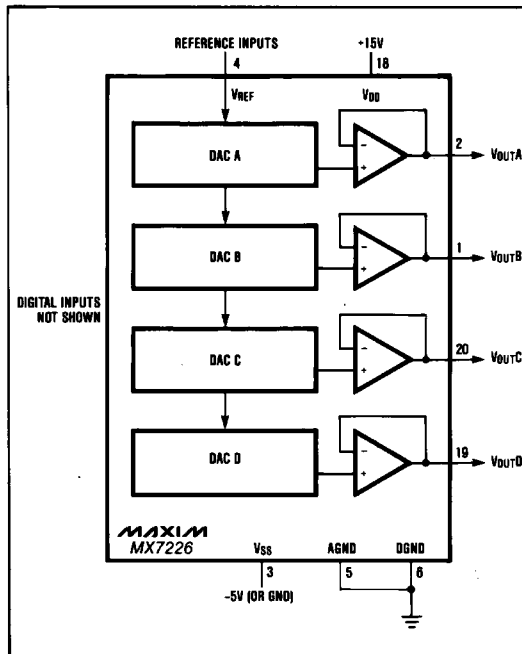 REFERENCE INPUTS
4
+15V
18
VREF
VDD
DAC A
-
+
2
VOUTA
DAC B
-
+
1
VOUTB
DIGITAL INPUTS
NOT SHOWN
DAC C
-
+
20
VOUTC
DAC D
-
+
19
VOUTD
MAXIM
MX7226
VSS
AGND
DGND
3
5
6
-5V (OR GND)